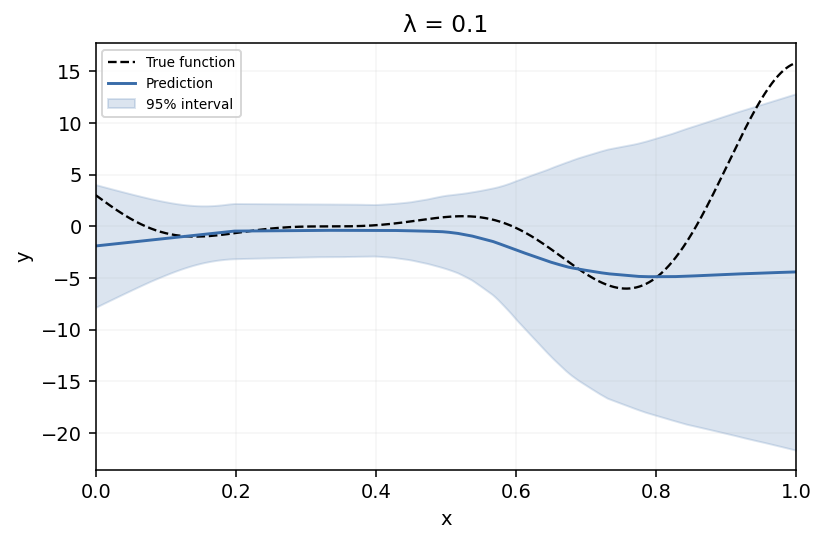 λ = 0.1
True function
Prediction
95% interval
15
10
5
0
−5
−10
−15
−20
y
0.0 0.2 0.4 0.6 0.8 1.0
x